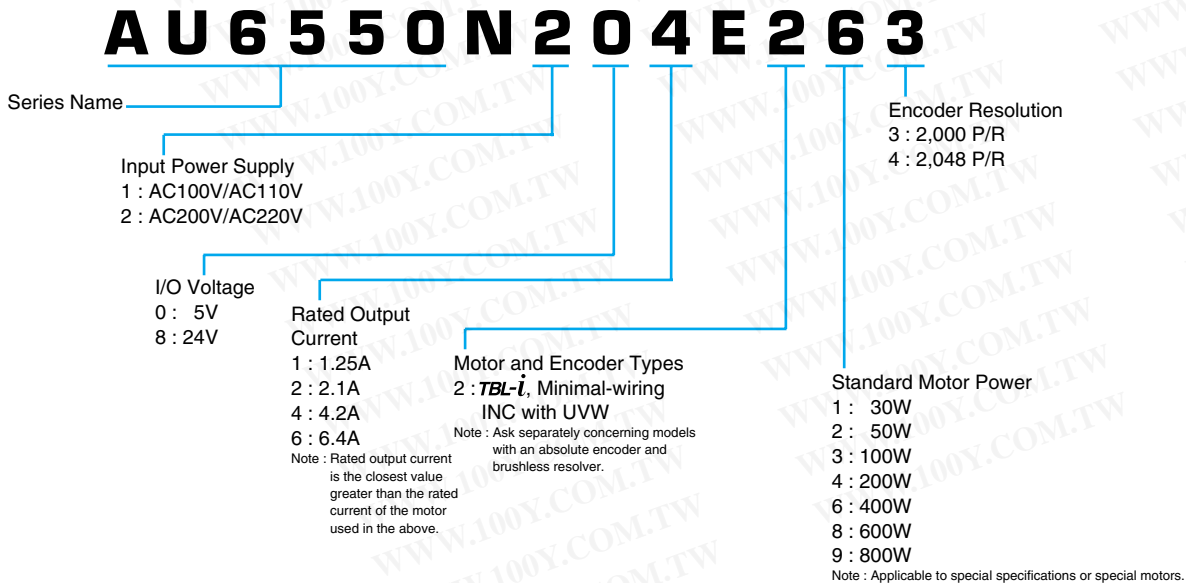 AU6550N204E263
Series Name
Encoder Resolution
3 : 2,000 P/R
4 : 2,048 P/R
Input Power Supply
1 : AC100V/AC110V
2 : AC200V/AC220V
I/O Voltage
0 : 5V
8 : 24V
Rated Output
Current
1 : 1.25A
2 : 2.1A
4 : 4.2A
6 : 6.4A
Note : Rated output current
is the closest value
greater than the rated
current of the motor
used in the above.
Motor and Encoder Types
2 : TBL-i, Minimal-wiring
INC with UVW
Note : Ask separately concerning models
with an absolute encoder and
brushless resolver.
Standard Motor Power
1 : 30W
2 : 50W
3 : 100W
4 : 200W
6 : 400W
8 : 600W
9 : 800W
Note : Applicable to special specifications or special motors.
WWW.100Y.COM.TW